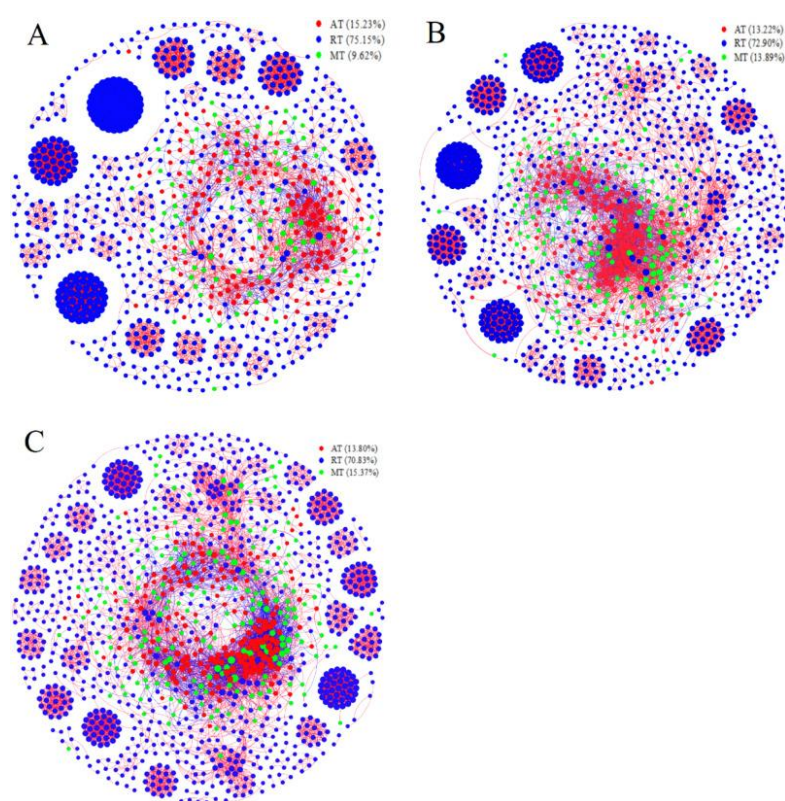 A
AT (15.23%)
RT (75.15%)
MT (9.62%)
B
AT (13.22%)
RT (72.90%)
MT (13.89%)
C
AT (13.80%)
RT (70.83%)
MT (15.37%)